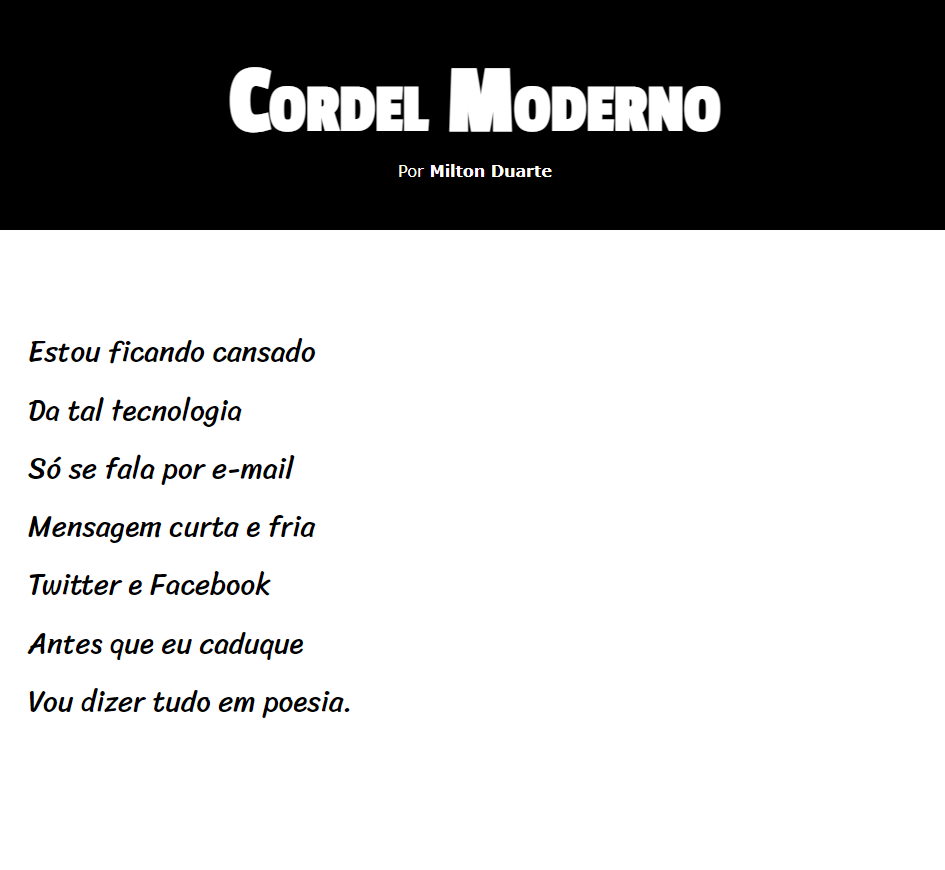 Cordel Moderno
Por Milton Duarte
Estou ficando cansado
Da tal tecnologia
Só se fala por e-mail
Mensagem curta e fria
Twitter e Facebook
Antes que eu caduque
Vou dizer tudo em poesia.